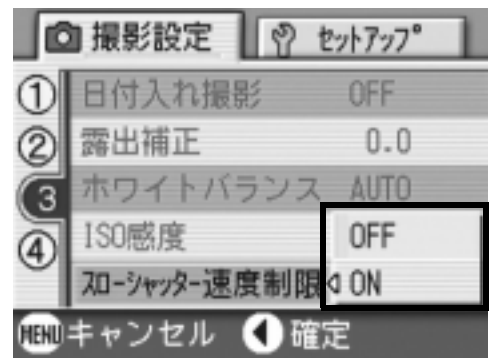 撮影設定 セットアップ
① 日付入れ撮影 OFF
② 露出補正 0.0
3 ホワイトバランス AUTO
④ ISO感度 OFF
スローシャッター速度制限 ON
MENU キャンセル 確定